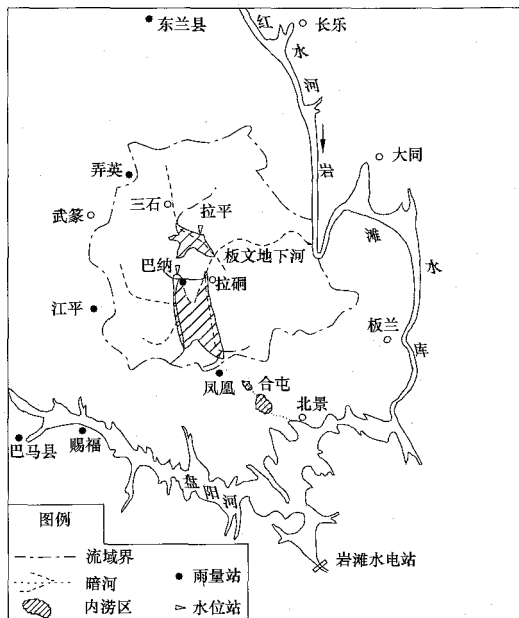 东兰县
红水河
长乐
弄英
大同
三石
武篆
拉平
岩滩水库
板文地下河
巴纳
拉硐
江平
板兰
凤凰
合屯
北景
赐福
巴马县
盘阳河
岩滩水电站
图例
流域界
暗河
内涝区
雨量站
水位站